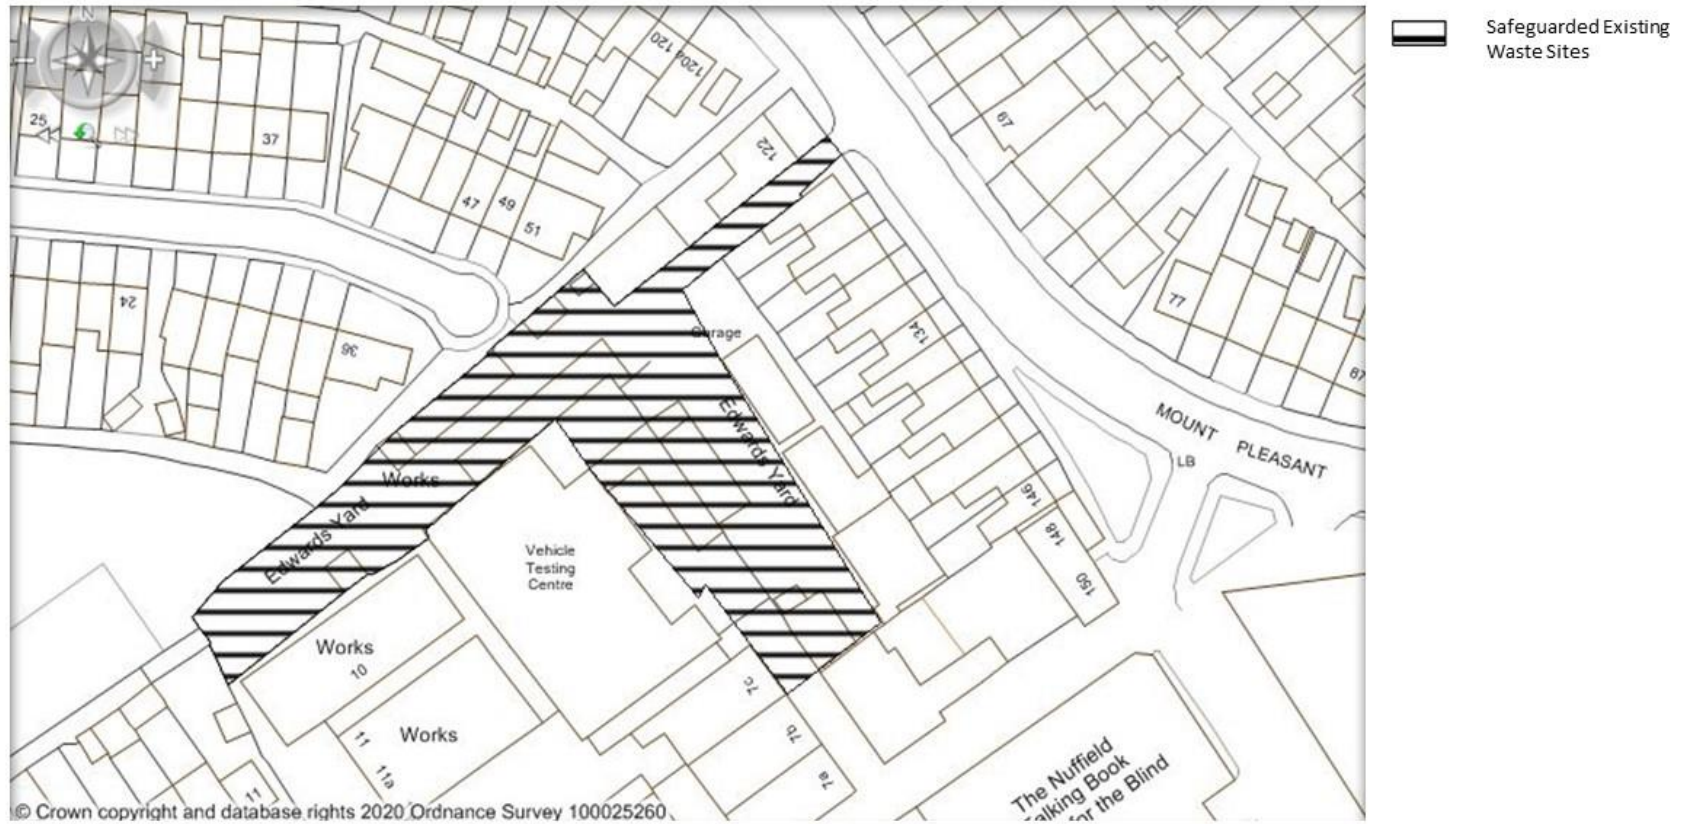 Safeguarded Existing
Waste Sites
N
120
120a
122
25
37
47
49
51
67
24
36
Garage
134
77
87
MOUNT PLEASANT
LB
Works
Edwards Yard
Edwards Yard
146
148
150
Vehicle
Testing
Centre
Works
10
7c
7b
7a
11
Works
11a
11
The Nuffield
alking Book
for the Blind
© Crown copyright and database rights 2020 Ordnance Survey 100025260